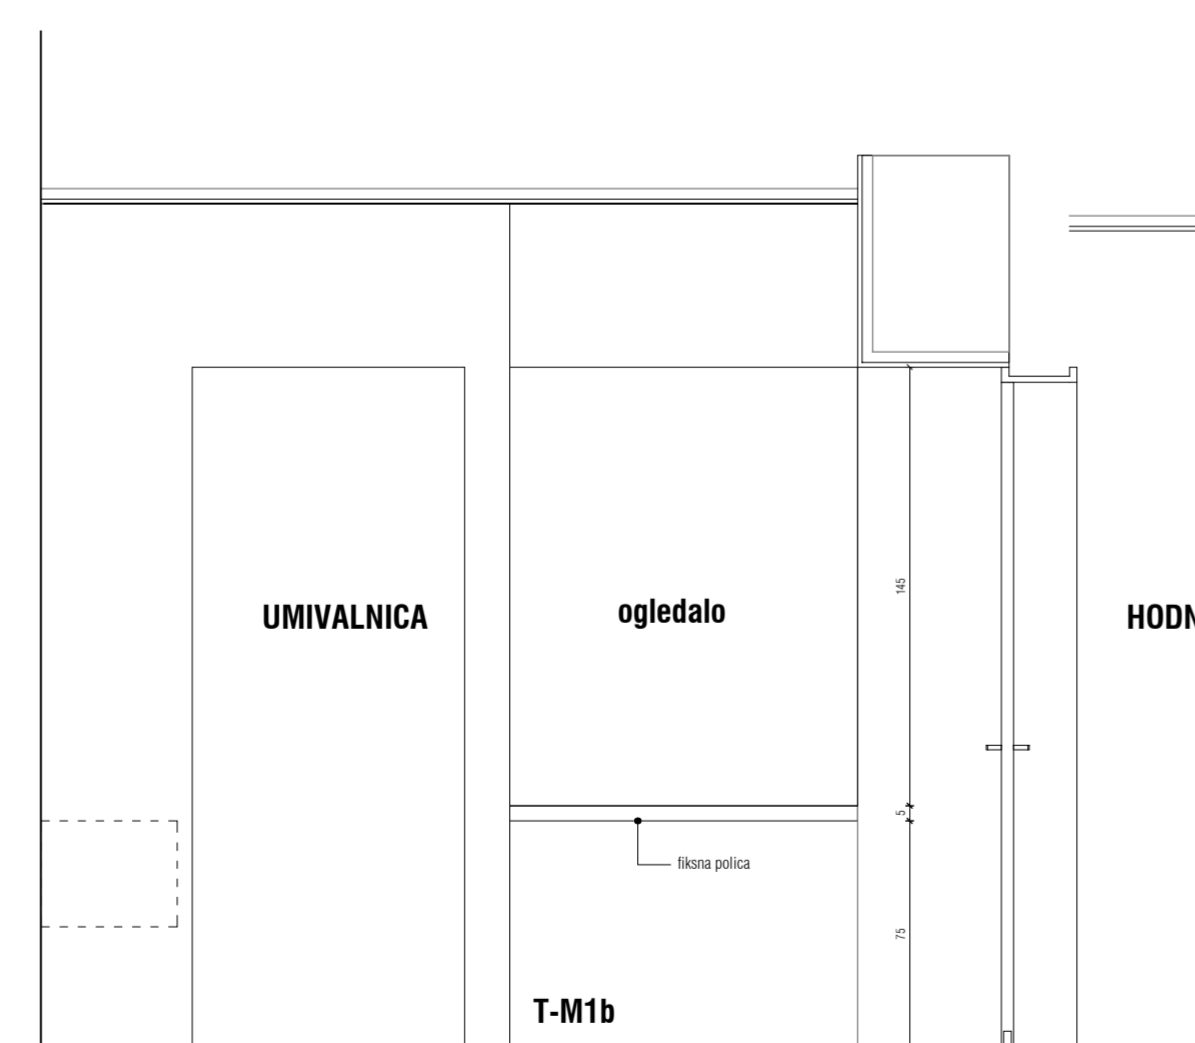 UMIVALNICA
ogledalo
145
HODN
5
fiksna polica
75
T-M1b